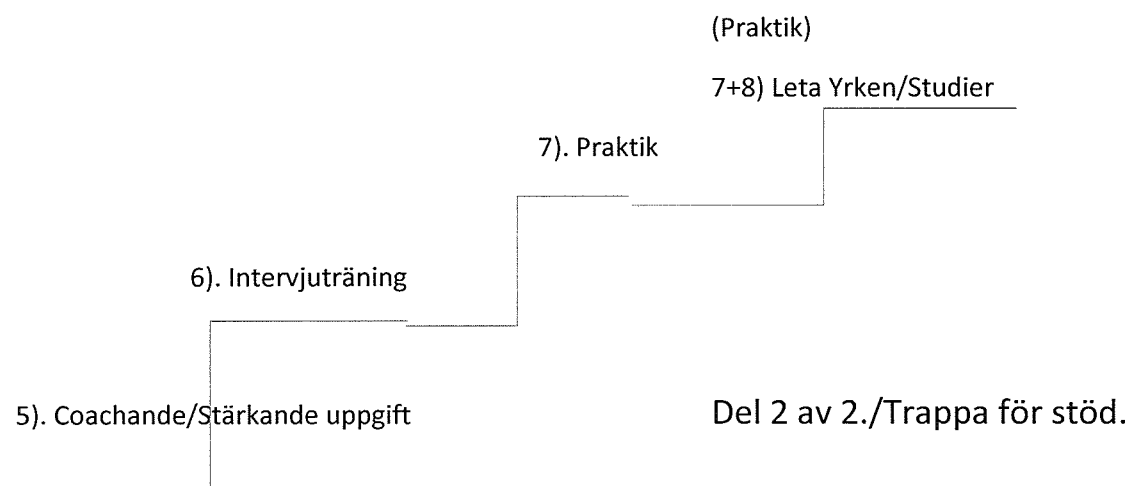 (Praktik)
7+8) Leta Yrken/Studier
7). Praktik
6). Intervjuträning
5). Coachande/Stärkande uppgift
Del 2 av 2./Trappa för stöd.